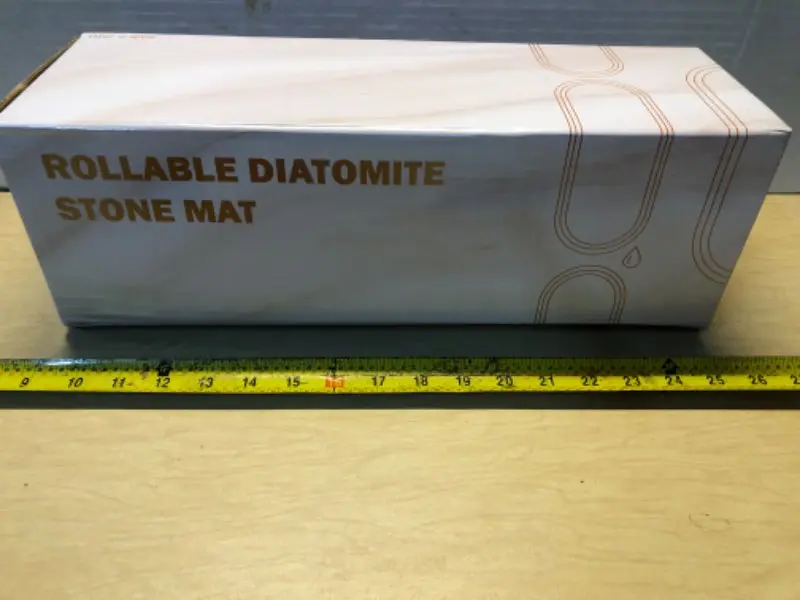 ROLLABLE DIATOMITE
STONE MAT
9 10 11 12 13 14 15 17 18 19 20 21 22 23 24 25 26